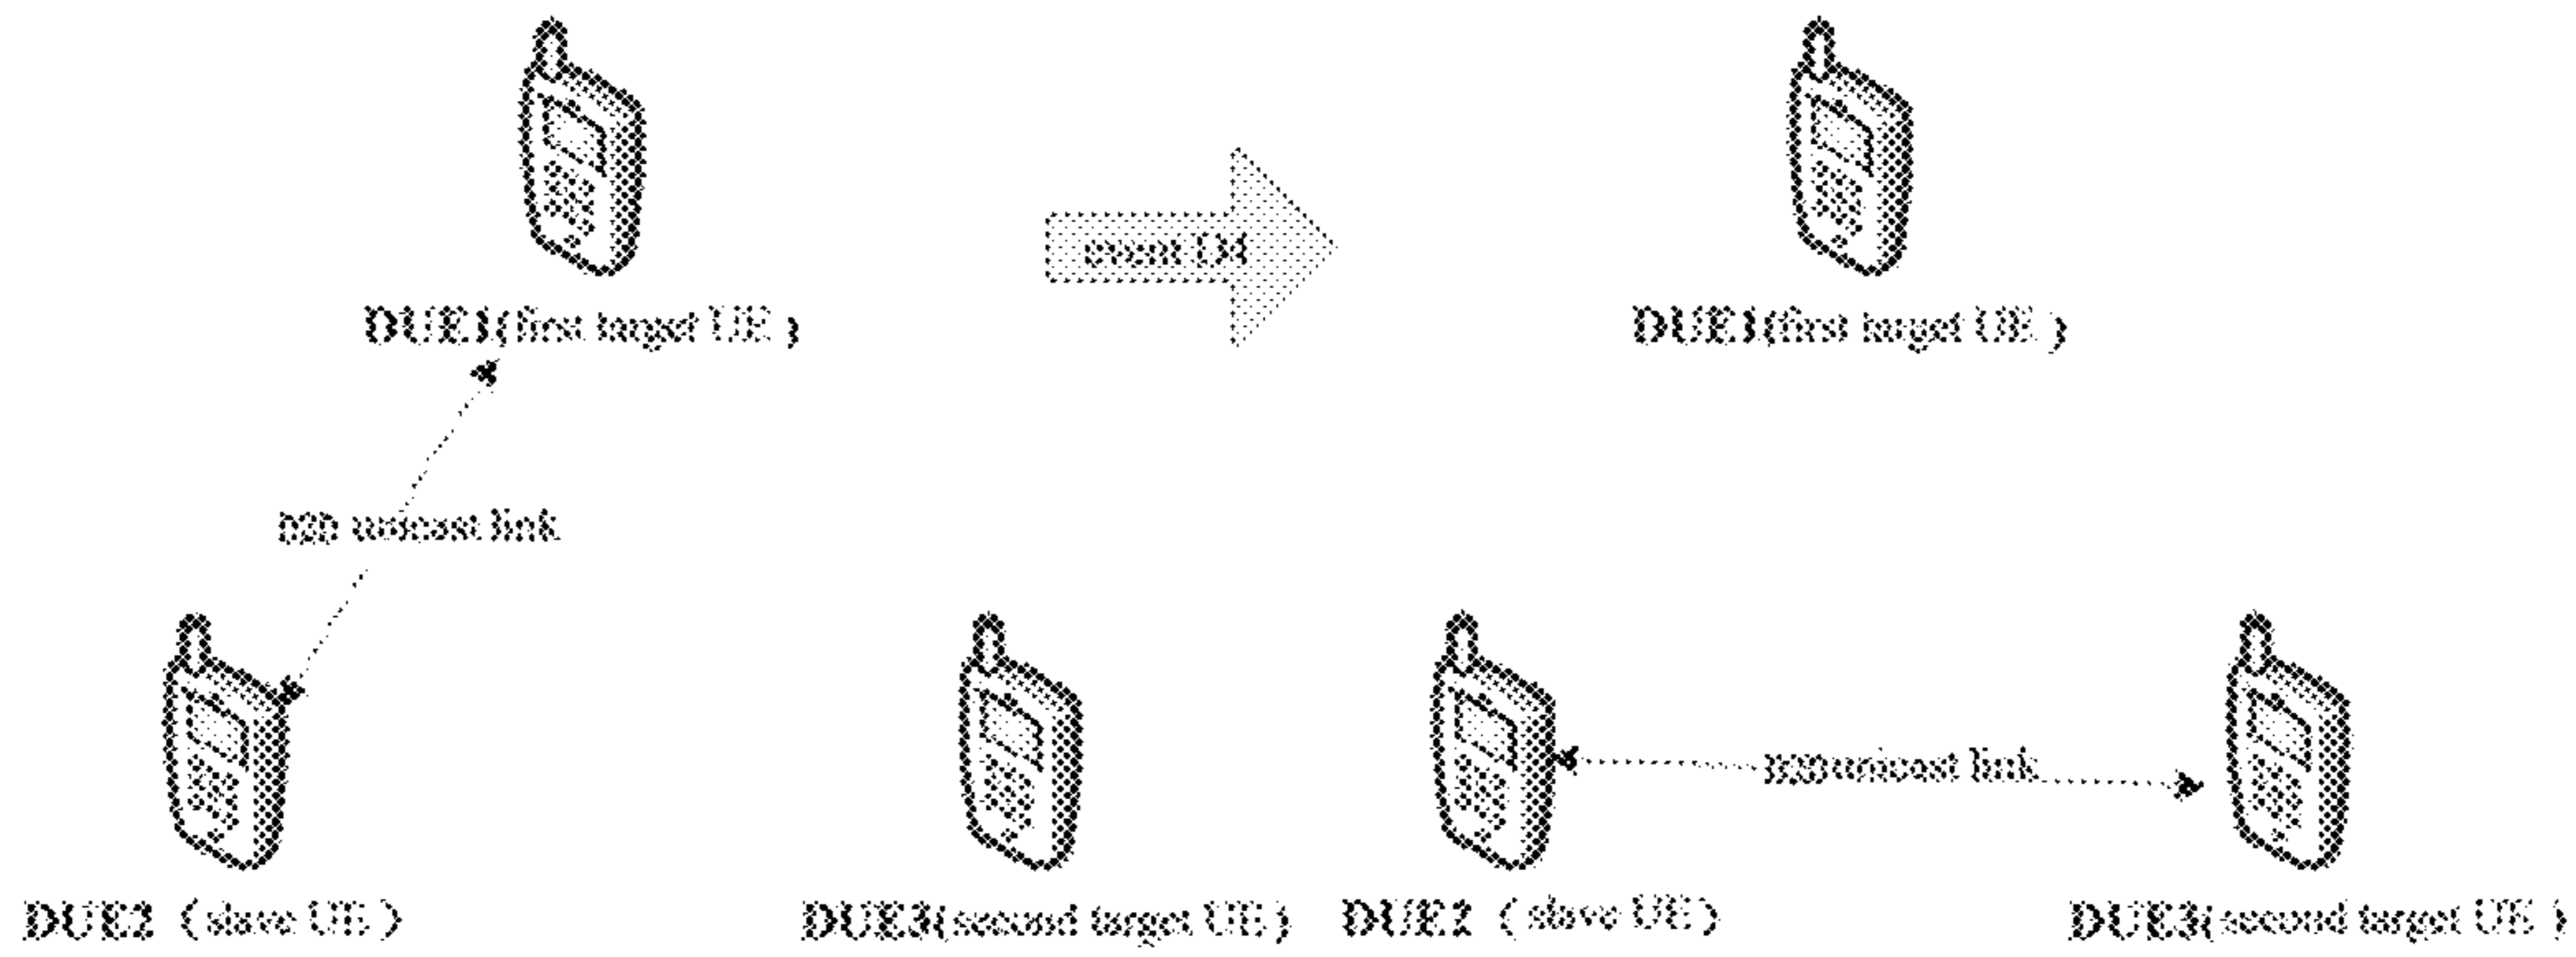 event D4
DUE1(first target UE )
DUE1(first target UE )
D2D unicast link
D2D unicast link
DUE2 (slave UE)
DUE3(second target UE)
DUE2 (slave UE)
DUE3(second target UE)